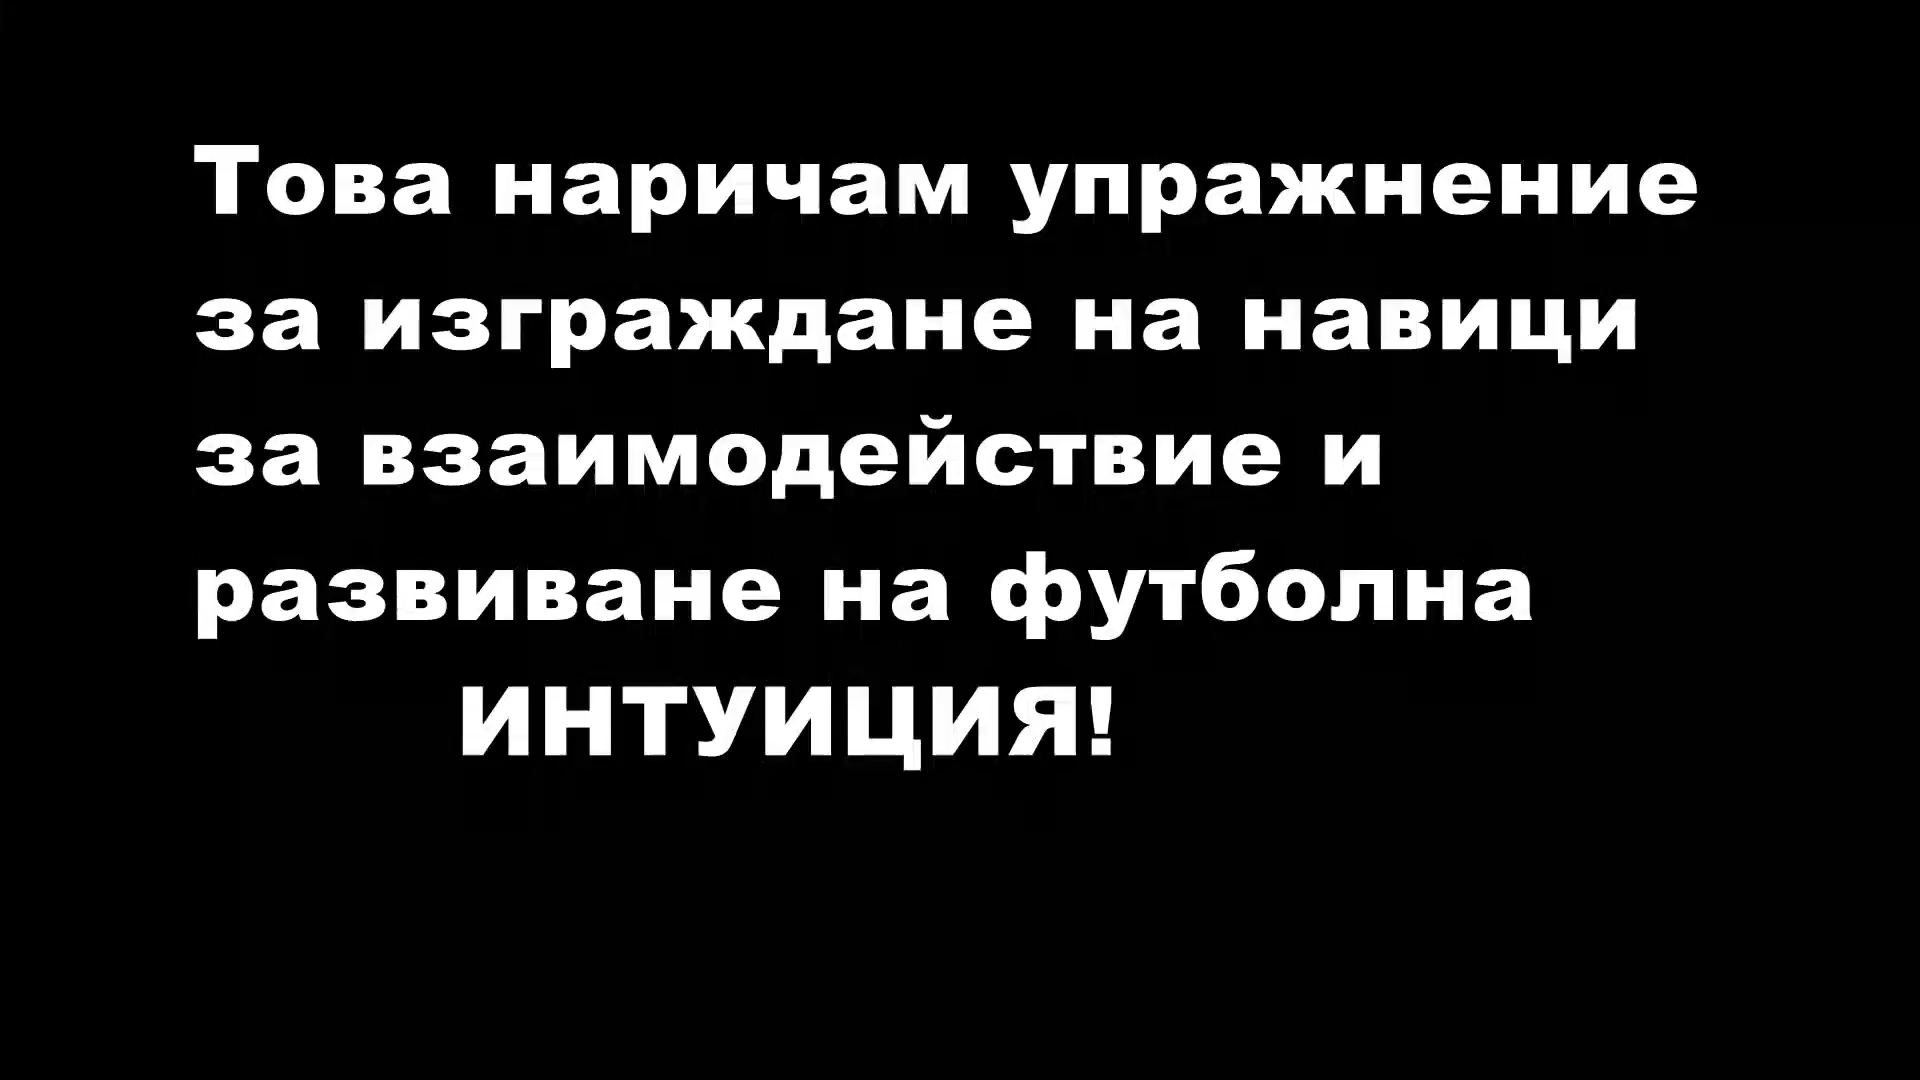 Това наричам упражнение
за изграждане на навици
за взаимодействие и
развиване на футболна
ИНТУИЦИЯ!